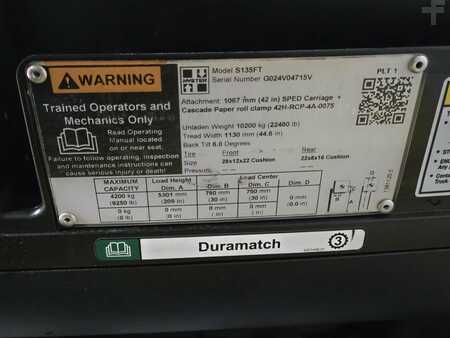 WARNING
Trained Operators and
Mechanics Only
Read Operating
Manual located
on or near seat.
Failure to follow operating, inspection
and maintenance instructions can
cause serious injury or death!
HYSTER
Model S135FT
Serial Number G024V04715V
PLT 1
Attachment: 1067 mm (42 in) SPED Carriage +
Cascade Paper roll clamp 42H-RCP-4A-0075
Unladen Weight 10200 kg (22480 lb)
Tread Width 1130 mm (44.6 in)
Back Tilt 6.0 Degrees
Tire Front Rear
Size 28x12x22 Cushion 22x8x16 Cushion
Pressure -- -- -- --
MAXIMUM CAPACITY Load Height Dim. A Dim. B Load Center Dim. C Dim. D
4200 kg 5301 mm 760 mm 750 mm 0 mm
(9250 lb) (209 in) (30 in) (30 in) (0.0 in)
0 kg 0 mm 0 mm 0 mm
(0 lb) (0 in) (0 in) (0 in)
Duramatch
3